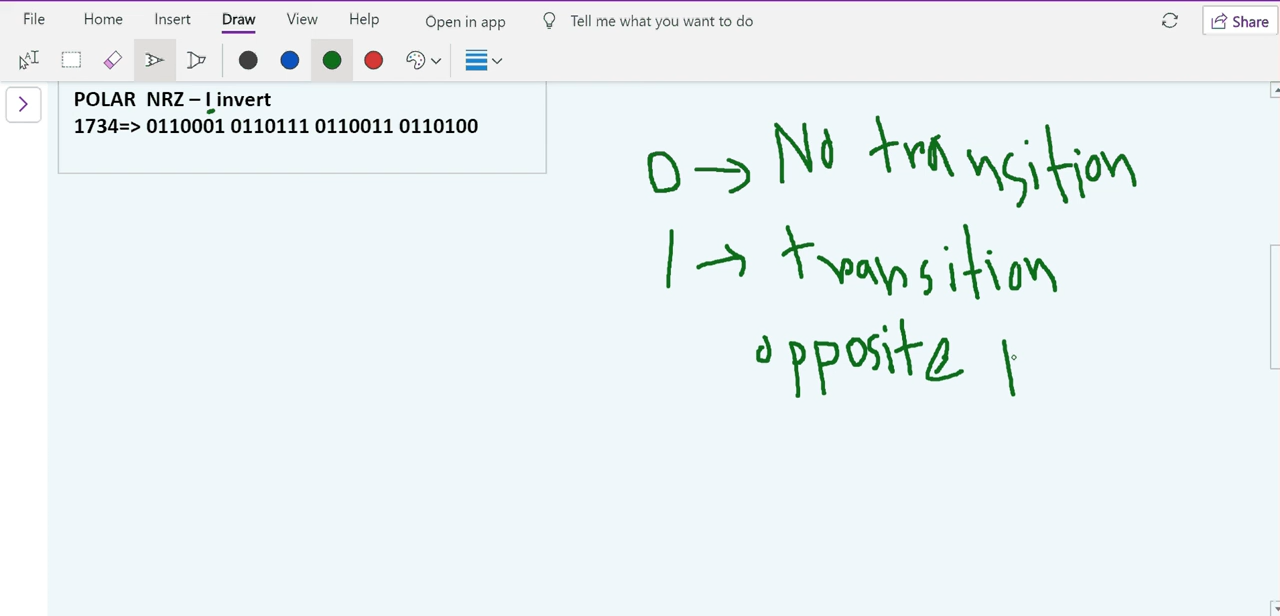 File Home Insert Draw View Help Open in app Tell me what you want to do Share
POLAR NRZ – I invert
1734=> 0110001 0110111 0110011 0110100
0 → No transition
1 → transition
opposite